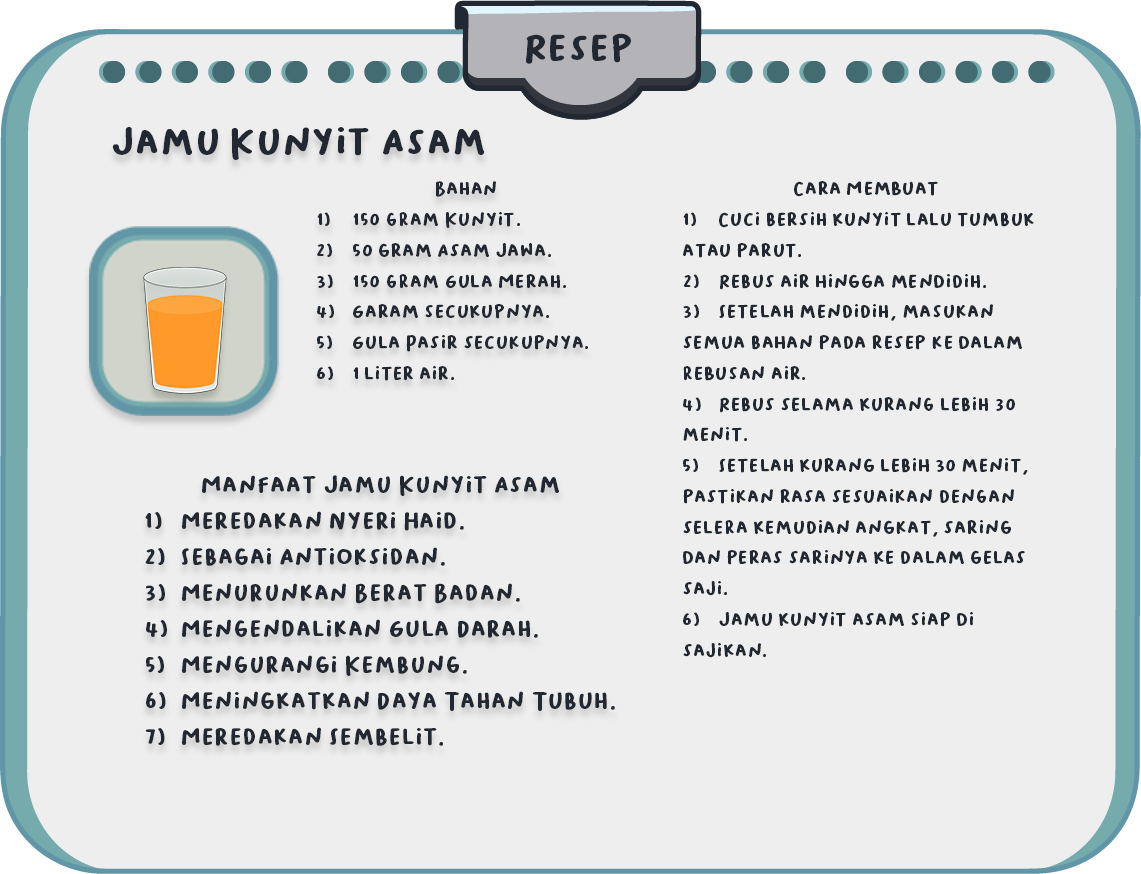 RESEP
JAMU KUNYiT ASAM
BAHAN
1) 150 GRAM KUNYiT.
2) 50 GRAM ASAM JAWA.
3) 150 GRAM GULA MERAH.
4) GARAM SECUKUPNYA.
5) GULA PASiR SECUKUPNYA.
6) 1 LiTER AiR.
CARA MEMBUAT
1) CUCi BERSiH KUNYiT LALU TUMBUK
ATAU PARUT.
2) REBUS AiR HiNGGA MENDiDiH.
3) SETELAH MENDiDiH, MASUKAN
SEMUA BAHAN PADA RESEP KE DALAM
REBUSAN AiR.
4) REBUS SELAMA KURANG LEBiH 30
MENiT.
5) SETELAH KURANG LEBiH 30 MENiT,
PASTiKAN RASA SESUAiKAN DENGAN
SELERA KEMUDiAN ANGKAT, SARiNG
DAN PERAS SARiNYA KE DALAM GELAS
SAJi.
6) JAMU KUNYiT ASAM SiAP Di
SAJiKAN.
MANFAAT JAMU KUNYiT ASAM
1) MEREDAKAN NYERi HAiD.
2) SEBAGAi ANTiOKSiDAN.
3) MENURUNKAN BERAT BADAN.
4) MENGENDALiKAN GULA DARAH.
5) MENGURANGi KEMBUNG.
6) MENiNGKATKAN DAYA TAHAN TUBUH.
7) MEREDAKAN SEMBELiT.